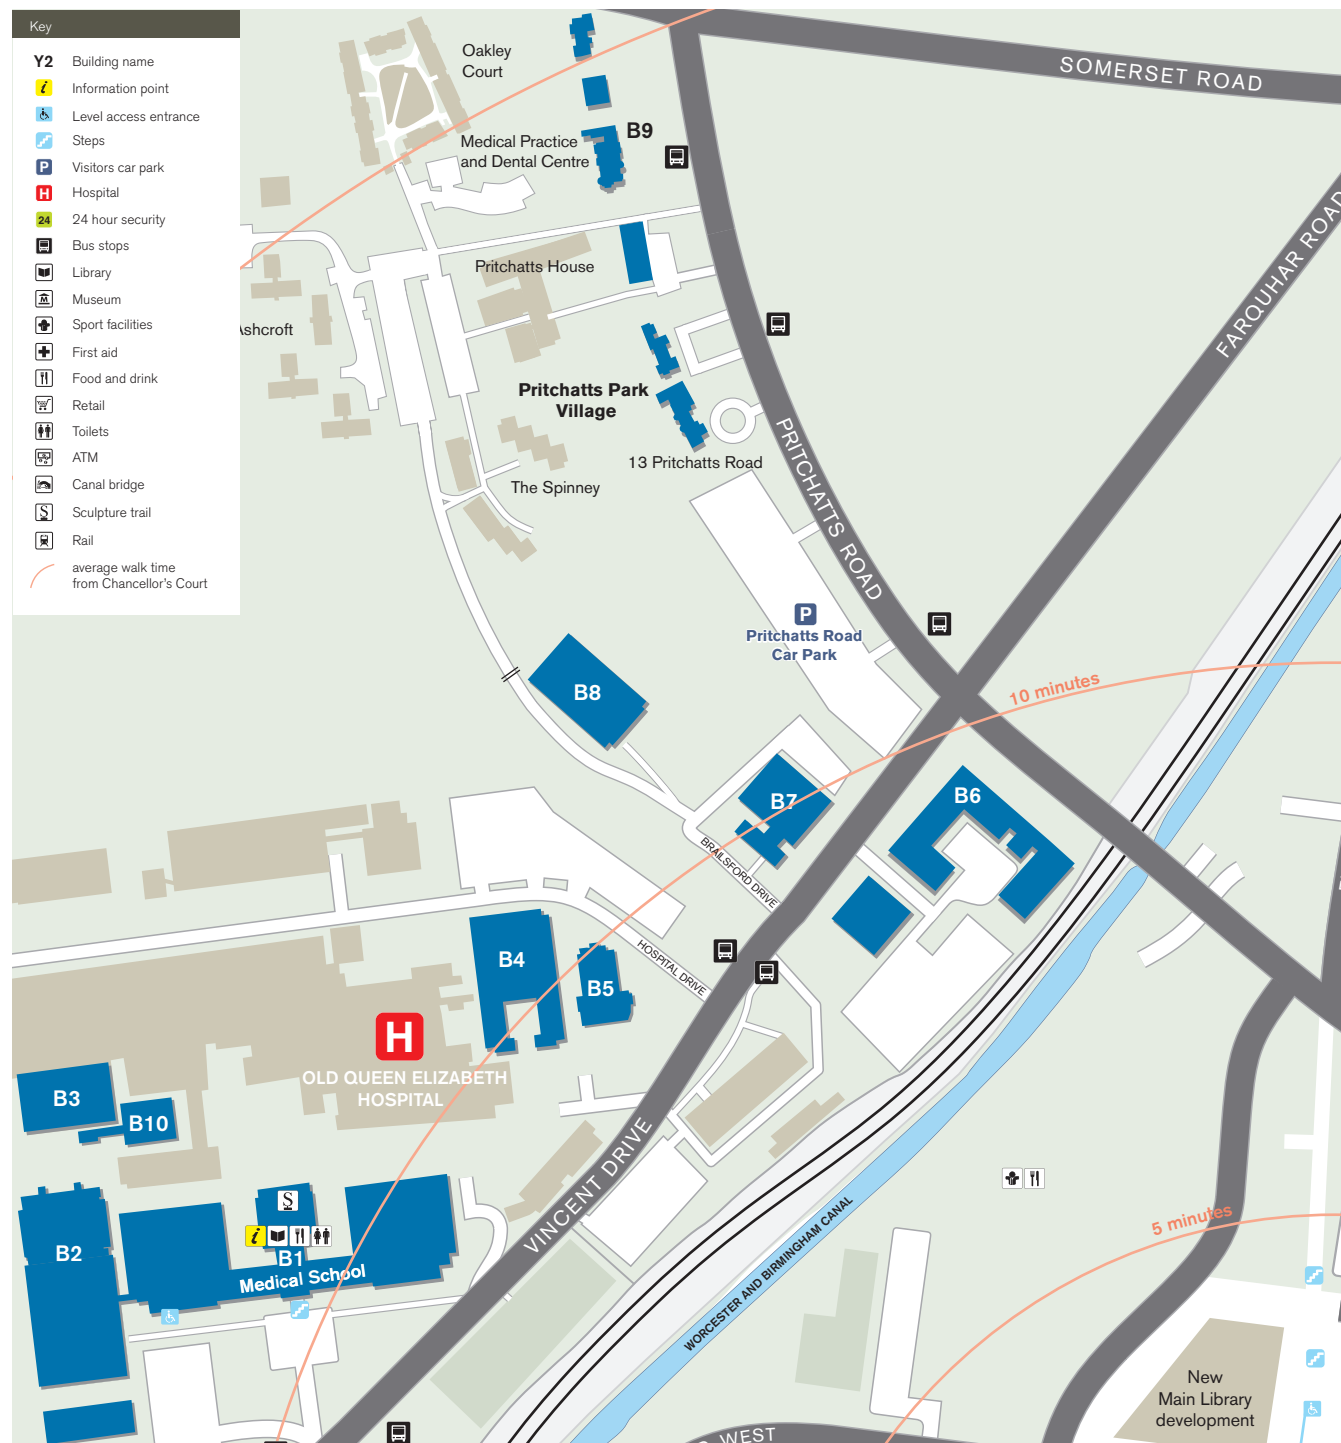 Key
Y2 Building name
i Information point
Level access entrance
Steps
P Visitors car park
H Hospital
24 24 hour security
Bus stops
Library
M Museum
Sport facilities
First aid
Food and drink
Retail
Toilets
ATM
Canal bridge
S Sculpture trail
Rail
average walk time
from Chancellor's Court
Oakley
Court
SOMERSET ROAD
B9
Medical Practice
and Dental Centre
FARQUHAR ROAD
Pritchatts House
Ashcroft
Pritchatts Park
Village
PRITCHATTS ROAD
13 Pritchatts Road
The Spinney
P
Pritchatts Road
Car Park
B8
10 minutes
B7
B6
BRAILSFORD DRIVE
B4
HOSPITAL DRIVE
B5
H
OLD QUEEN ELIZABETH
HOSPITAL
B3
B10
VINCENT DRIVE
S
i
B2
B1
Medical School
WORCESTER AND BIRMINGHAM CANAL
5 minutes
New
Main Library
development
WEST